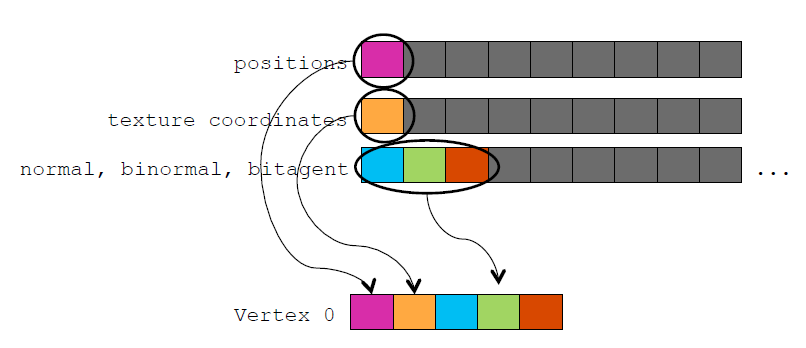 positions
texture coordinates
normal, binormal, bitagent
...
Vertex 0